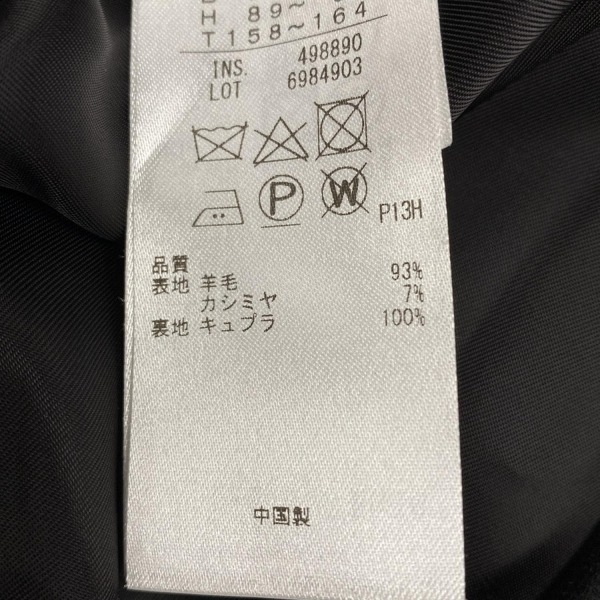 H 89~
T 158~164
INS. 498890
LOT 6984903
P W P13H
品質
表地 羊毛 93%
カシミヤ 7%
裏地 キュプラ 100%
中国製